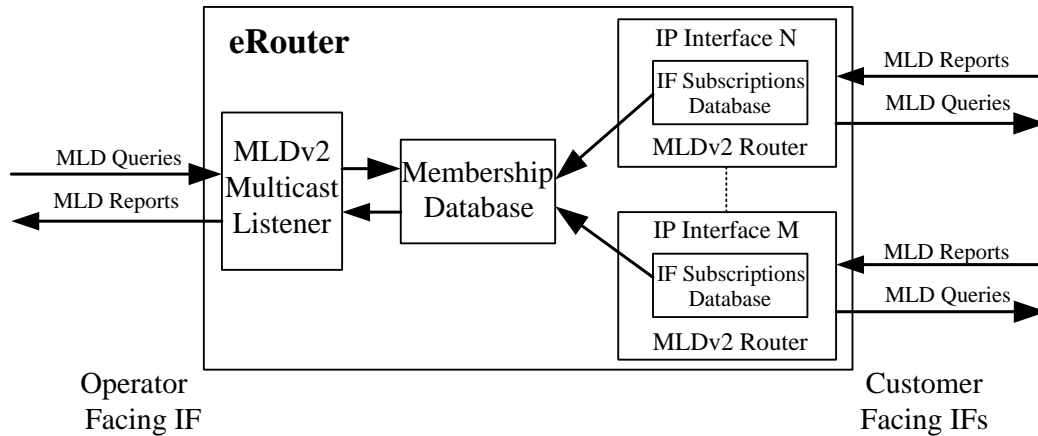 eRouter
MLD Queries
MLD Reports
MLDv2
Multicast
Listener
Membership
Database
IP Interface N
IF Subscriptions
Database
MLDv2 Router
MLD Reports
MLD Queries
IP Interface M
IF Subscriptions
Database
MLDv2 Router
MLD Reports
MLD Queries
Operator
Facing IF
Customer
Facing IFs